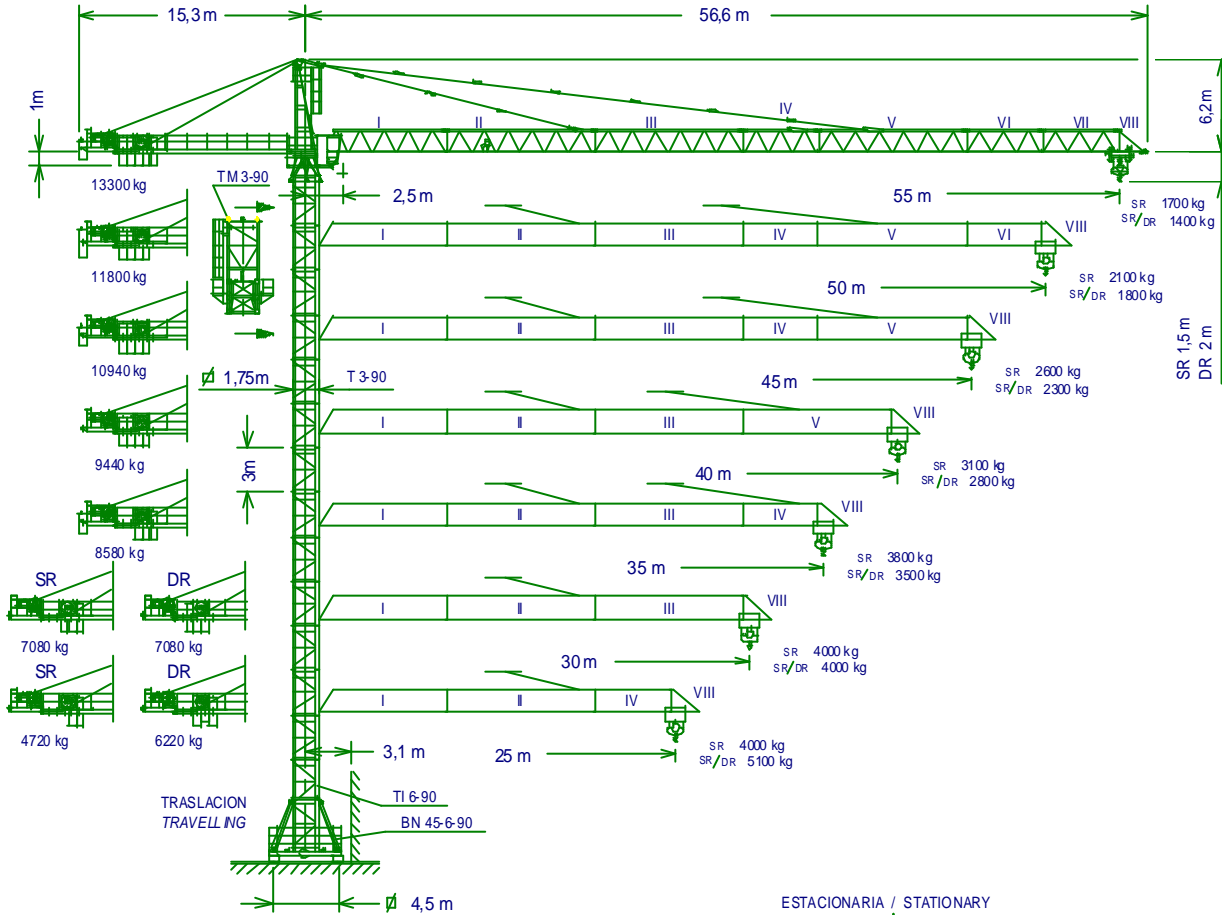 15,3 m
56,6 m
1m
6,2 m
I II III IV V VI VII VIII
13300 kg
TM 3-90
2,5 m
55 m
SR 1700 kg
SR/DR 1400 kg
I II III IV V VI VIII
11800 kg
50 m
SR 2100 kg
SR/DR 1800 kg
SR 1,5 m
DR 2 m
I II III IV V VIII
10940 kg
45 m
SR 2600 kg
SR/DR 2300 kg
1,75m
T 3-90
I II III V VIII
9440 kg
3m
40 m
SR 3100 kg
SR/DR 2800 kg
I II III IV VIII
8580 kg
35 m
SR 3800 kg
SR/DR 3500 kg
SR DR
I II III VIII
7080 kg 7080 kg
30 m
SR 4000 kg
SR/DR 4000 kg
SR DR
I II IV VIII
4720 kg 6220 kg
3,1 m
25 m
SR 4000 kg
SR/DR 5100 kg
TRASLACION
TRAVELLING
TI 6-90
BN 45-6-90
4,5 m
ESTACIONARIA / STATIONARY